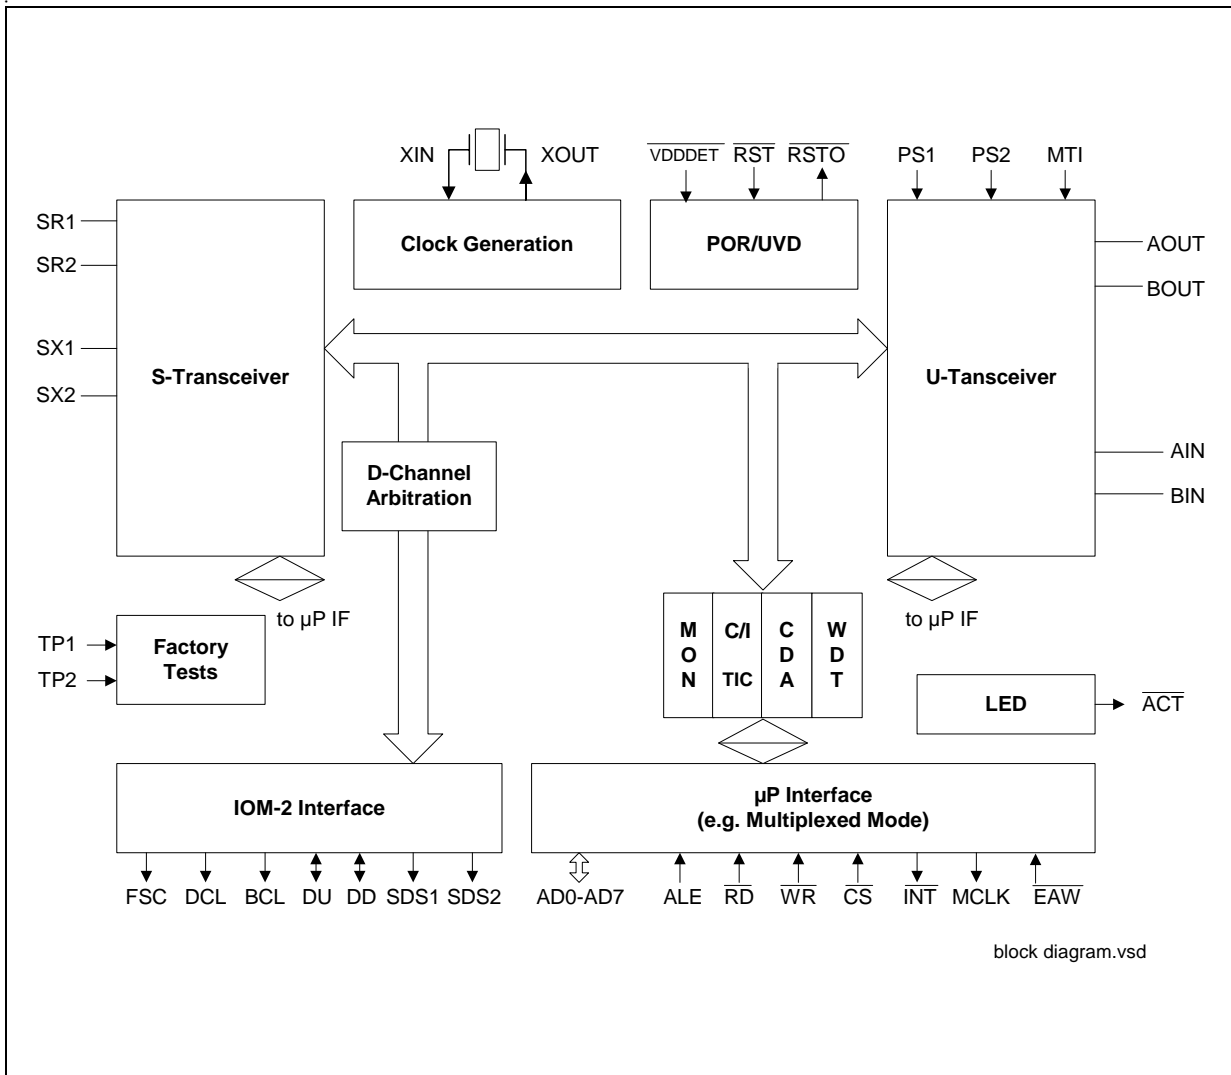 XIN
XOUT
VDDDET
RST
RSTO
PS1
PS2
MTI
SR1
SR2
SX1
SX2
S-Transceiver
Clock Generation
POR/UVD
U-Tansceiver
AOUT
BOUT
AIN
BIN
D-Channel
Arbitration
to µP IF
to µP IF
TP1
TP2
Factory
Tests
MON
C/I
TIC
CDA
WDT
LED
ACT
IOM-2 Interface
µP Interface
(e.g. Multiplexed Mode)
FSC
DCL
BCL
DU
DD
SDS1
SDS2
AD0-AD7
ALE
RD
WR
CS
INT
MCLK
EAW
block diagram.vsd